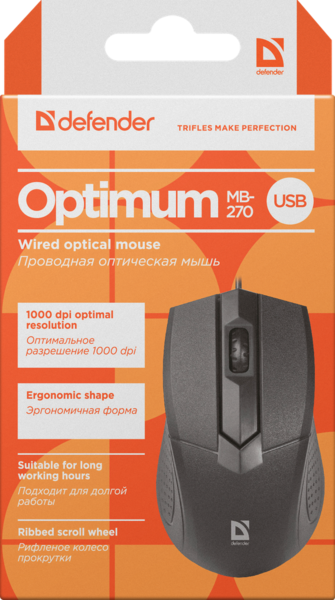 defender
defender
TRIFLES MAKE PERFECTION
Optimum MB-
270
USB
Wired optical mouse
Проводная оптическая мышь
1000 dpi optimal
resolution
Оптимальное
разрешение 1000 dpi
Ergonomic shape
Эргономичная форма
Suitable for long
working hours
Подходит для долгой
работы
Ribbed scroll wheel
Рифленое колесо
прокрутки
defender